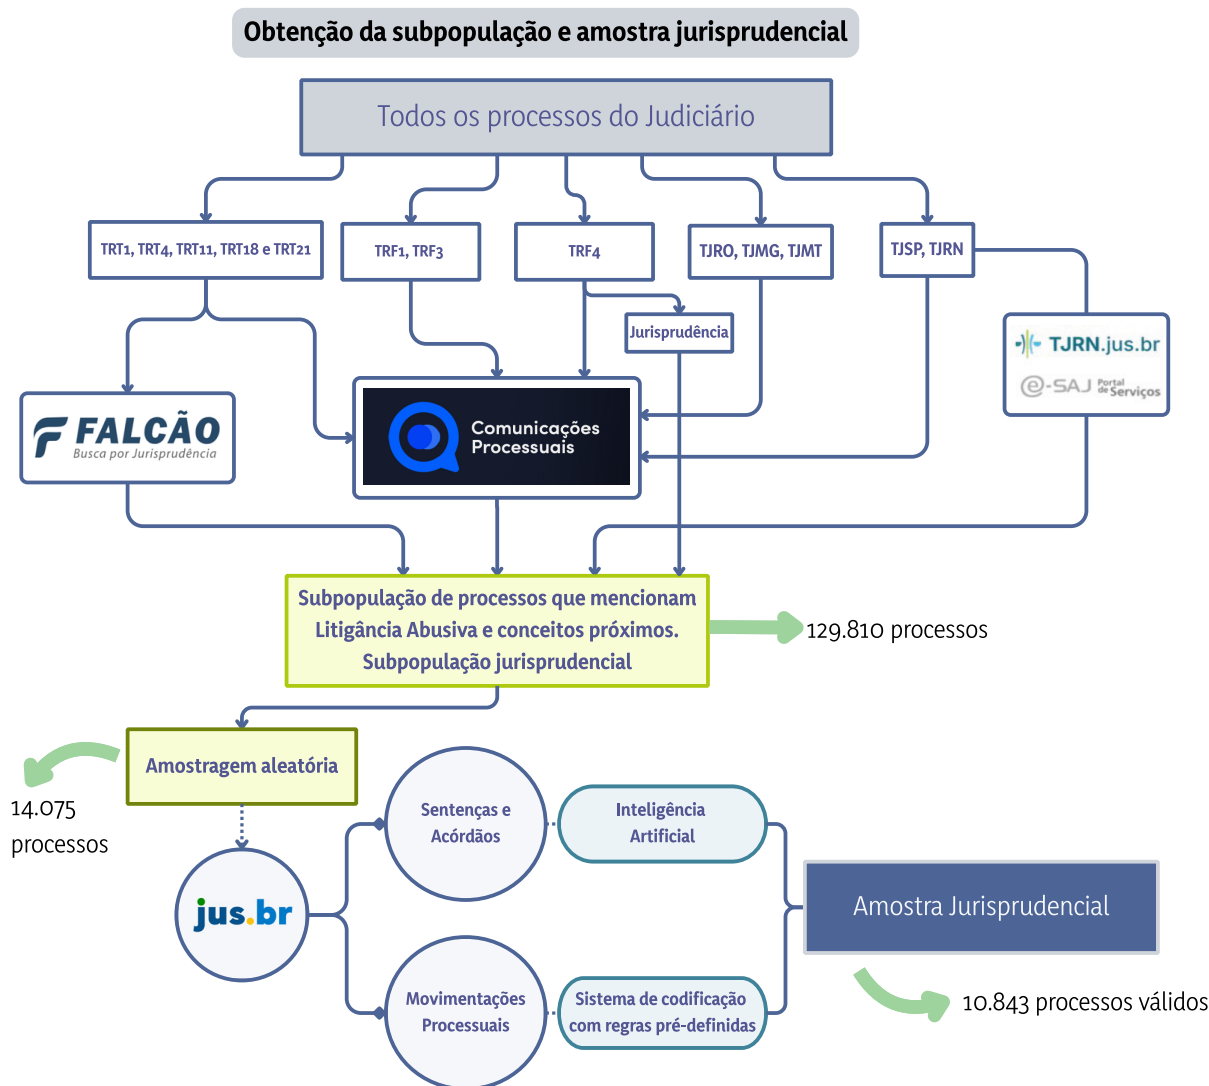 Obtenção da subpopulação e amostra jurisprudencial
Todos os processos do Judiciário
TRT1, TRT4, TRT11, TRT18 e TRT21
TRF1, TRF3
TRF4
TJRO, TJMG, TJMT
TJSP, TJRN
Jurisprudência
TJRN.jus.br
e-SAJ Portal de Serviços
FALCÃO
Busca por Jurisprudência
Comunicações
Processuais
Subpopulação de processos que mencionam
Litigância Abusiva e conceitos próximos.
Subpopulação jurisprudencial
129.810 processos
Amostragem aleatória
14.075
processos
jus.br
Sentenças e
Acórdãos
Inteligência
Artificial
Movimentações
Processuais
Sistema de codificação
com regras pré-definidas
Amostra Jurisprudencial
10.843 processos válidos